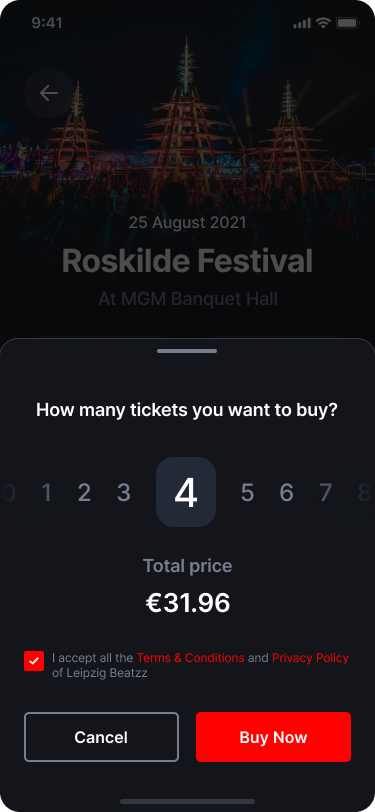 9:41
25 August 2021
Roskilde Festival
At MGM Banquet Hall
How many tickets you want to buy?
0 1 2 3 4 5 6 7 8
Total price
€31.96
I accept all the Terms & Conditions and Privacy Policy
of Leipzig Beatzz
Cancel Buy Now